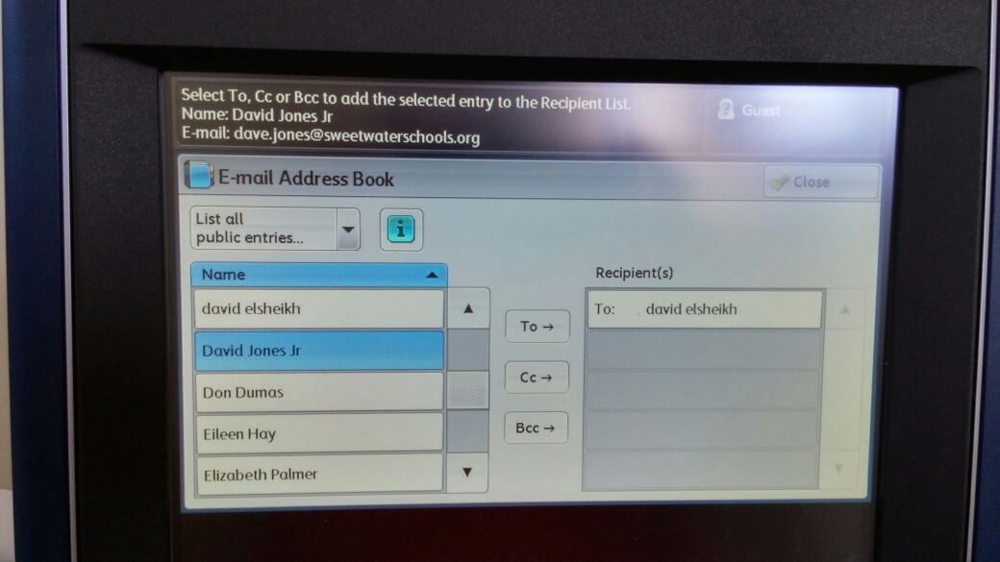 Select To, Cc or Bcc to add the selected entry to the Recipient List.
Name: David Jones Jr
E-mail: dave.jones@sweetwaterschools.org
Guest
E-mail Address Book
Close
List all
public entries...
i
Name
Recipient(s)
david elsheikh
To: david elsheikh
To →
David Jones Jr
Cc →
Don Dumas
Bcc →
Eileen Hay
Elizabeth Palmer